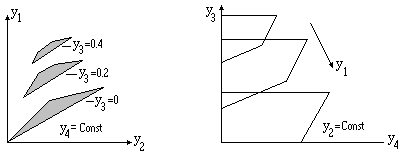 y₁
y₃=0.4
y₃=0.2
y₃=0
y₄=Const
y₂
y₃
y₁
y₂=Const
y₄